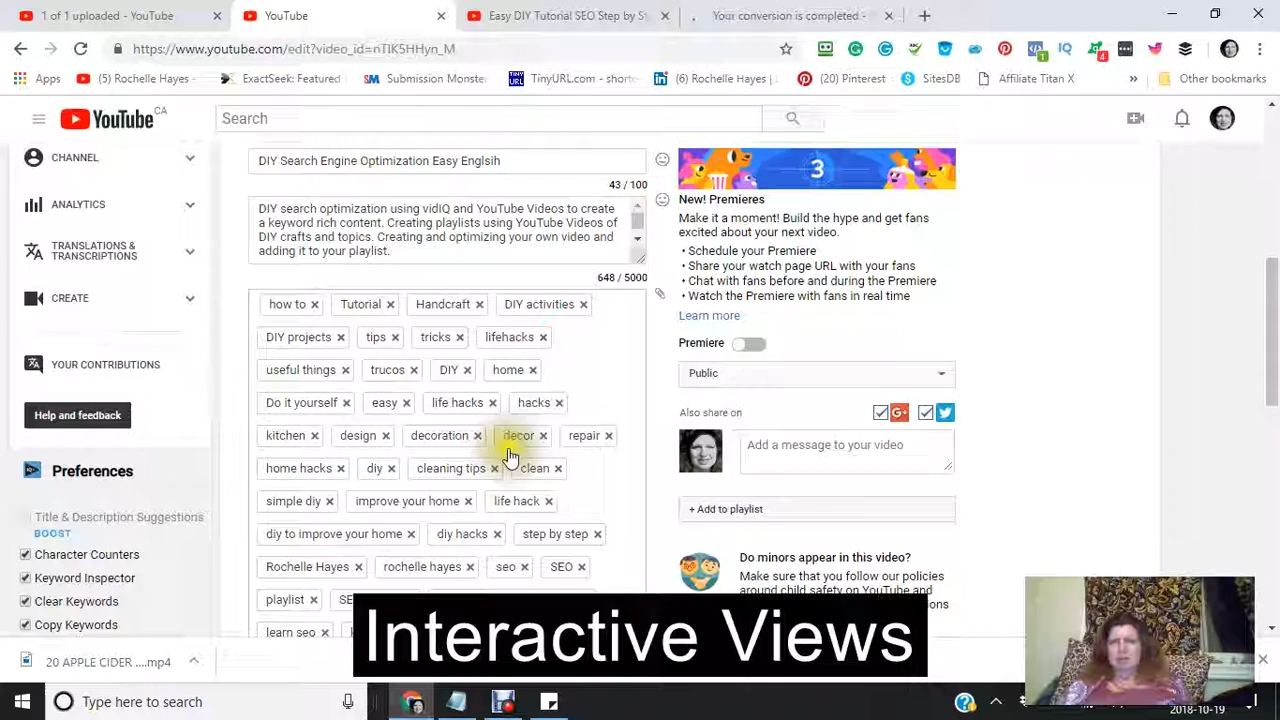 1 of 1 uploaded - YouTube
YouTube
Easy DIY Tutorial SEO Step by St
Your conversion is completed -
https://www.youtube.com/edit?video_id=nTlK5HHyn_M
Apps
(5) Rochelle Hayes -
ExactSeek: Featured
Submission Monster
TinyURL.com - shorte
(6) Rochelle Hayes |
(20) Pinterest
SitesDB
Affiliate Titan X
»
Other bookmarks
YouTube CA
Search
CHANNEL
ANALYTICS
TRANSLATIONS &
TRANSCRIPTIONS
CREATE
YOUR CONTRIBUTIONS
Help and feedback
Preferences
Title & Description Suggestions
BOOST
Character Counters
Keyword Inspector
Clear Keywords
Copy Keywords
DIY Search Engine Optimization Easy Englsih
43 / 100
DIY search optimization using vidIQ and YouTube Videos to create
a keyword rich content. Creating playlists using YouTube Videos of
DIY crafts and topics. Creating and optimizing your own video and
adding it to your playlist.
648 / 5000
how to Tutorial Handcraft DIY activities
DIY projects tips tricks lifehacks
useful things trucos DIY home
Do it yourself easy life hacks hacks
kitchen design decoration decor repair
home hacks diy cleaning tips clean
simple diy improve your home life hack
diy to improve your home diy hacks step by step
Rochelle Hayes rochelle hayes seo SEO
playlist
learn seo
3
New! Premieres
Make it a moment! Build the hype and get fans
excited about your next video.
• Schedule your Premiere
• Share your watch page URL with your fans
• Chat with fans before and during the Premiere
• Watch the Premiere with fans in real time
Learn more
Premiere
Public
Also share on
G+
Add a message to your video
+ Add to playlist
Do minors appear in this video?
Make sure that you follow our policies
around child safety on YouTube and
Interactive Views
20 APPLE CIDER ....mp4
Type here to search
2018-10-19